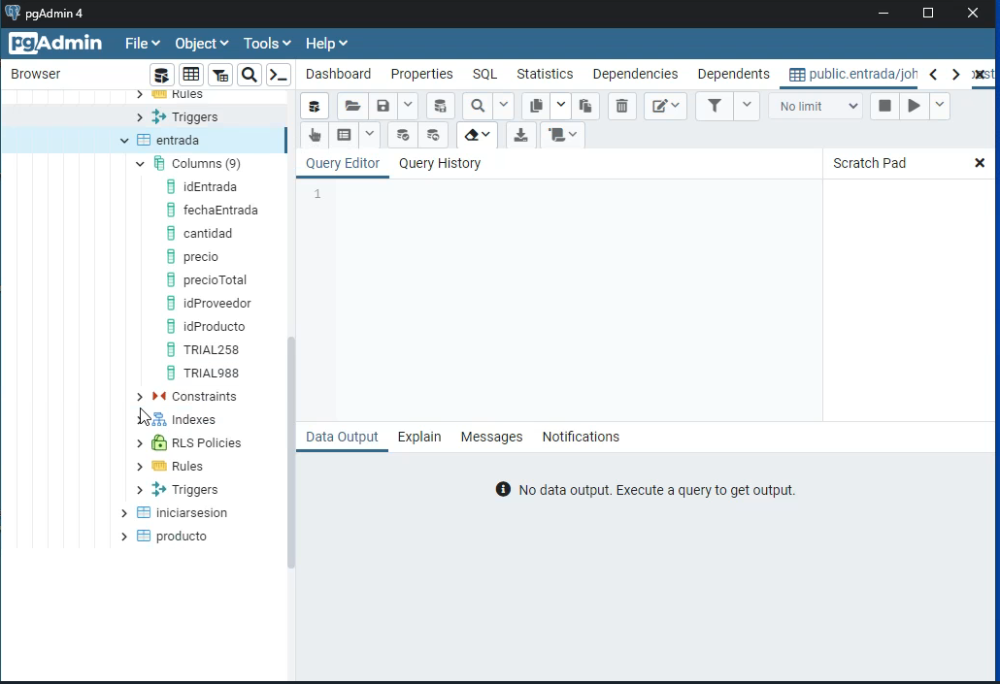 pgAdmin 4
pgAdmin File Object Tools Help
Browser
Dashboard Properties SQL Statistics Dependencies Dependents public.entrada/joh
No limit
Rules
Triggers
entrada
Columns (9)
idEntrada
fechaEntrada
cantidad
precio
precioTotal
idProveedor
idProducto
TRIAL258
TRIAL988
Constraints
Indexes
RLS Policies
Rules
Triggers
iniciarsesion
producto
Query Editor Query History
Scratch Pad
1
Data Output Explain Messages Notifications
No data output. Execute a query to get output.